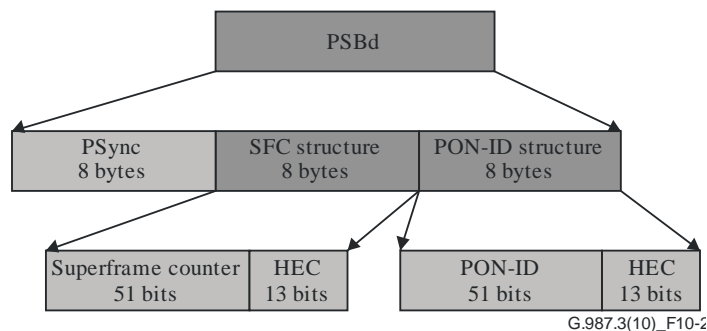 PSBd
PSync
8 bytes
SFC structure
8 bytes
PON-ID structure
8 bytes
Superframe counter
51 bits
HEC
13 bits
PON-ID
51 bits
HEC
13 bits
G.987.3(10)_F10-2